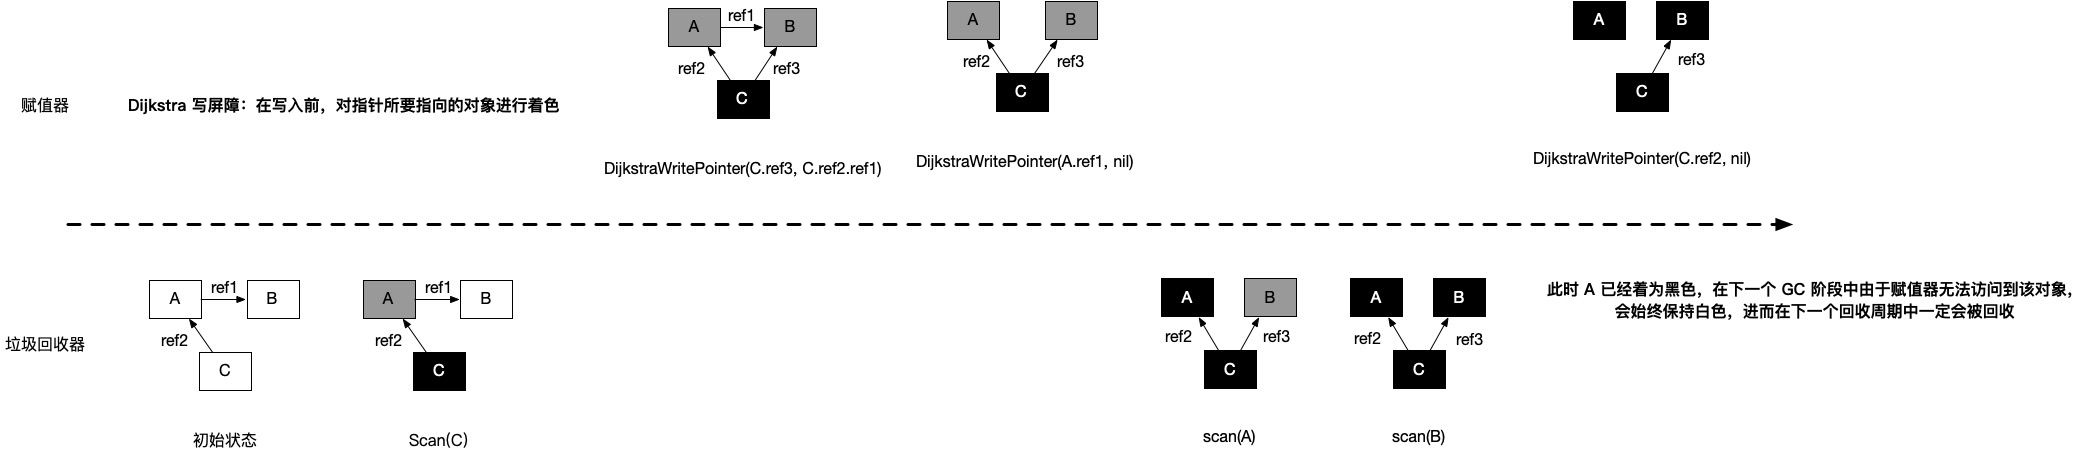 A
ref1
B
ref2
ref3
C
DijkstraWritePointer(C.ref3, C.ref2.ref1)
A
B
ref2
ref3
C
DijkstraWritPointer(A.ref1, nil)
A
B
ref3
C
DijkstraWritePointer(C.ref2, nil)
赋值器
Dijkstra 写屏障：在写入前，对指针所要指向的对象进行着色
垃圾回收器
A
ref1
B
ref2
C
初始状态
A
ref1
B
ref2
C
Scan(C)
A
B
ref2
ref3
C
scan(A)
A
B
ref2
ref3
C
scan(B)
此时 A 已经着为黑色，在下一个 GC 阶段中由于赋值器无法访问到该对象，
会始终保持白色，进而在下一个回收周期中一定会被回收